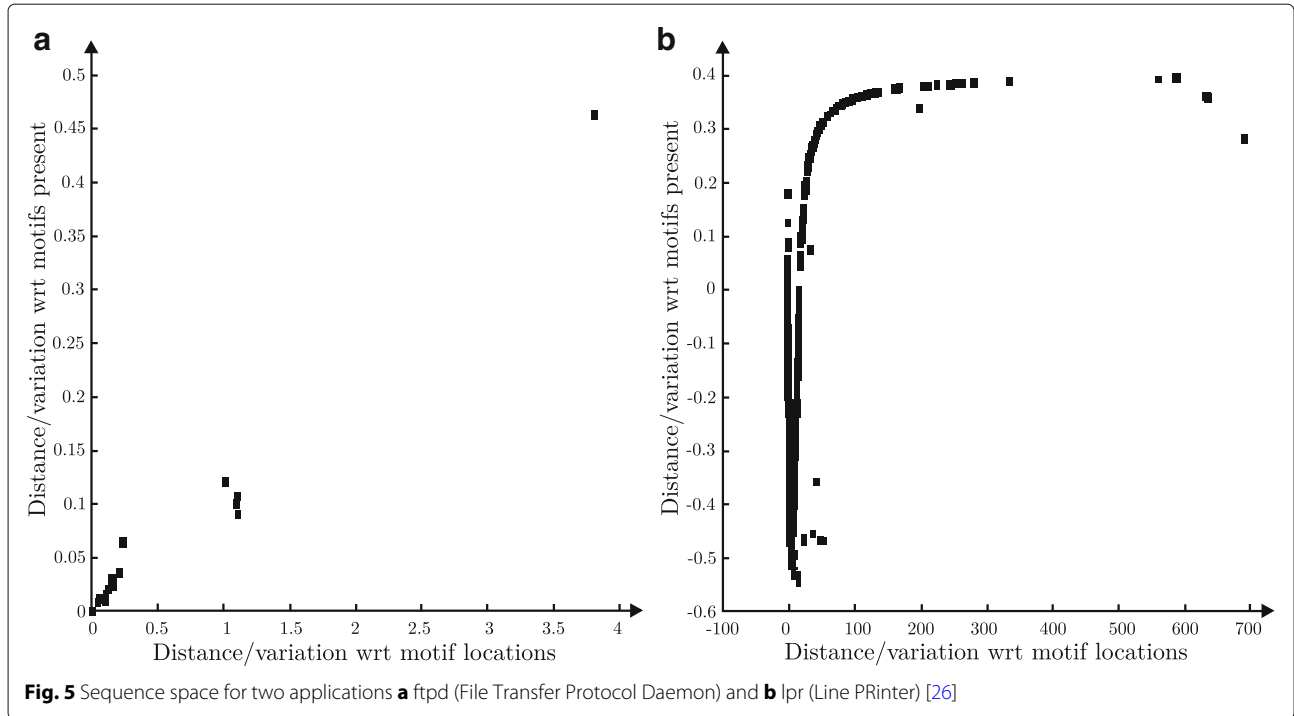 a
0.5
0.45
0.4
0.35
0.3
0.25
0.2
0.15
0.1
0.05
0
Distance/variation wrt motifs present
0 0.5 1 1.5 2 2.5 3 3.5 4
Distance/variation wrt motif locations
b
0.4
0.3
0.2
0.1
0
-0.1
-0.2
-0.3
-0.4
-0.5
-0.6
Distance/variation wrt motifs present
-100 0 100 200 300 400 500 600 700
Distance/variation wrt motif locations
Fig. 5 Sequence space for two applications a ftpd (File Transfer Protocol Daemon) and b lpr (Line PRinter) [26]